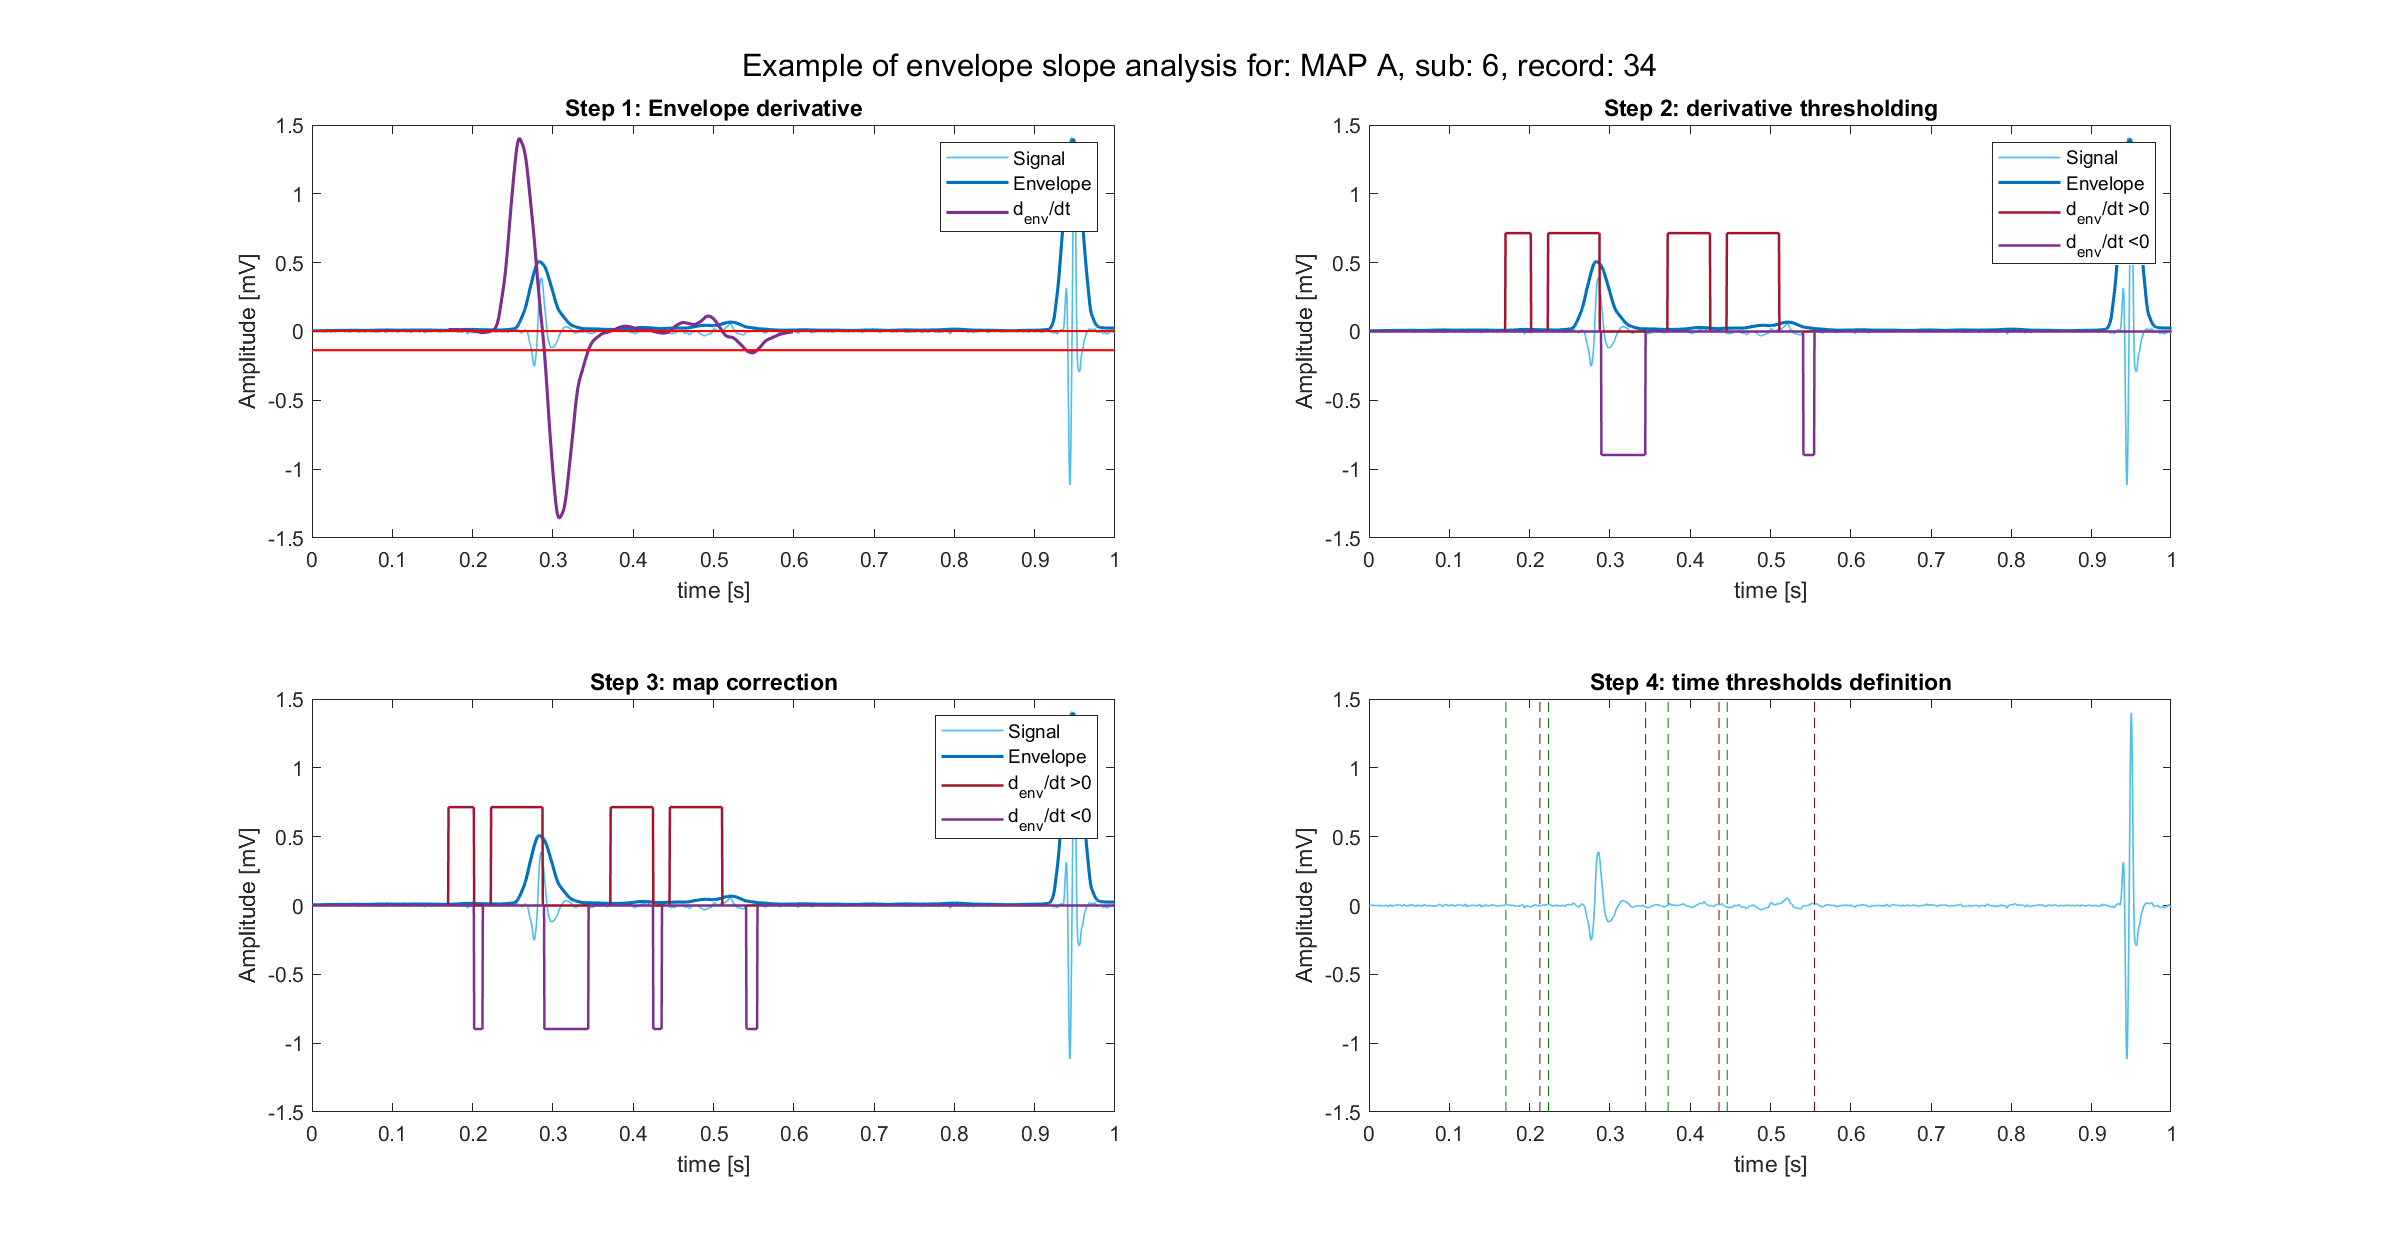 Example of envelope slope analysis for: MAP A, sub: 6, record: 34
Step 1: Envelope derivative
1.5
1
0.5
0
-0.5
-1
-1.5
Amplitude [mV]
0 0.1 0.2 0.3 0.4 0.5 0.6 0.7 0.8 0.9 1
time [s]
Signal
Envelope
d_env/dt
Step 2: derivative thresholding
1.5
1
0.5
0
-0.5
-1
-1.5
Amplitude [mV]
0 0.1 0.2 0.3 0.4 0.5 0.6 0.7 0.8 0.9 1
time [s]
Signal
Envelope
d_env/dt >0
d_env/dt <0
Step 3: map correction
1.5
1
0.5
0
-0.5
-1
-1.5
Amplitude [mV]
0 0.1 0.2 0.3 0.4 0.5 0.6 0.7 0.8 0.9 1
time [s]
Signal
Envelope
d_env/dt >0
d_env/dt <0
Step 4: time thresholds definition
1.5
1
0.5
0
-0.5
-1
-1.5
Amplitude [mV]
0 0.1 0.2 0.3 0.4 0.5 0.6 0.7 0.8 0.9 1
time [s]